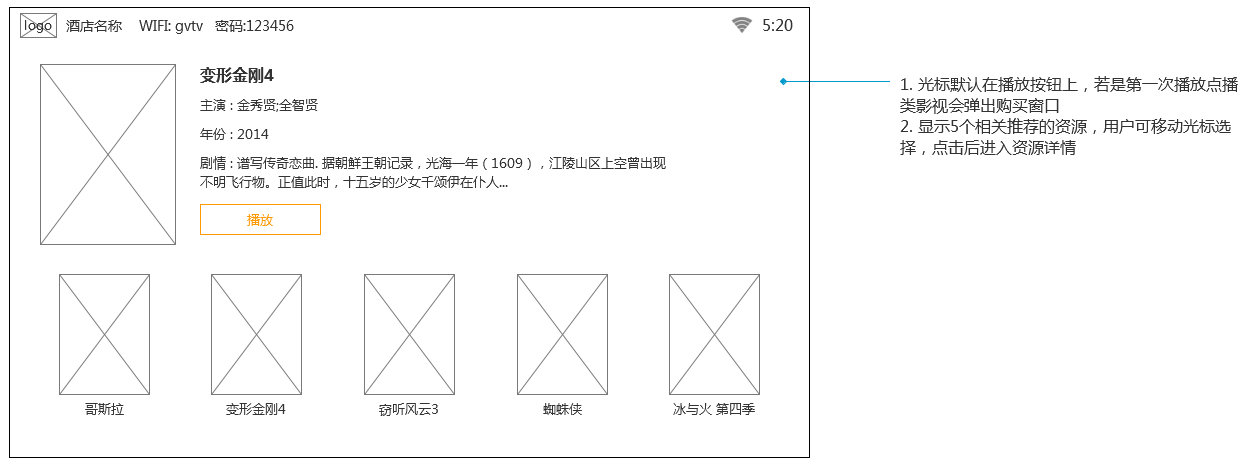 logo 酒店名称 WIFI: gvtv 密码:123456 5:20
变形金刚4
主演 : 金秀贤;全智贤
年份 : 2014
剧情 : 谱写传奇恋曲. 据朝鲜王朝记录，光海一年（1609），江陵山区上空曾出现
不明飞行物。正值此时，十五岁的少女千颂伊在仆人...
播放
哥斯拉 变形金刚4 窃听风云3 蜘蛛侠 冰与火 第四季
1. 光标默认在播放按钮上，若是第一次播放点播
类影视会弹出购买窗口
2. 显示5个相关推荐的资源，用户可移动光标选
择，点击后进入资源详情